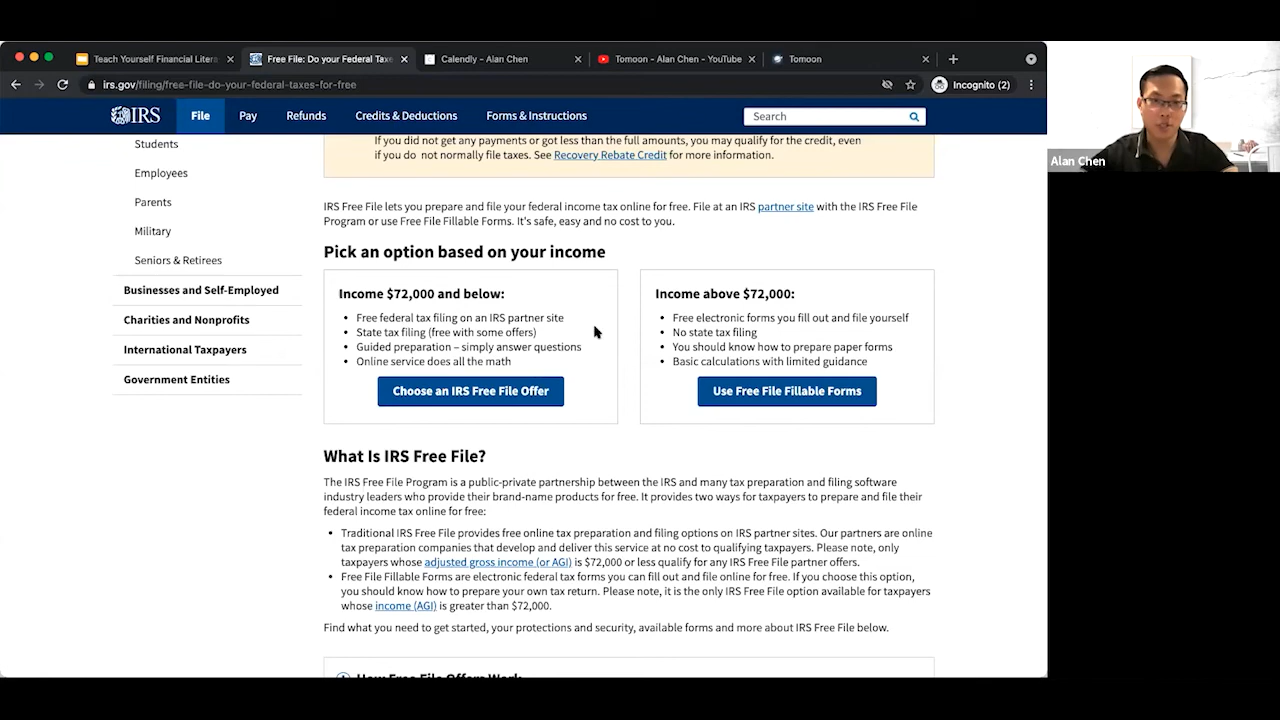 Teach Yourself Financial Litera
Free File: Do your Federal Taxe
Calendly - Alan Chen
Tomoon - Alan Chen - YouTube
Tomoon
irs.gov/filing/free-file-do-your-federal-taxes-for-free
Incognito (2)
IRS
File
Pay
Refunds
Credits & Deductions
Forms & Instructions
Search
Alan Chen
Students
Employees
Parents
Military
Seniors & Retirees
Businesses and Self-Employed
Charities and Nonprofits
International Taxpayers
Government Entities
If you did not get any payments or got less than the full amounts, you may qualify for the credit, even
if you do not normally file taxes. See Recovery Rebate Credit for more information.
IRS Free File lets you prepare and file your federal income tax online for free. File at an IRS partner site with the IRS Free File
Program or use Free File Fillable Forms. It's safe, easy and no cost to you.
Pick an option based on your income
Income $72,000 and below:
• Free federal tax filing on an IRS partner site
• State tax filing (free with some offers)
• Guided preparation – simply answer questions
• Online service does all the math
Choose an IRS Free File Offer
Income above $72,000:
• Free electronic forms you fill out and file yourself
• No state tax filing
• You should know how to prepare paper forms
• Basic calculations with limited guidance
Use Free File Fillable Forms
What Is IRS Free File?
The IRS Free File Program is a public-private partnership between the IRS and many tax preparation and filing software
industry leaders who provide their brand-name products for free. It provides two ways for taxpayers to prepare and file their
federal income tax online for free:
• Traditional IRS Free File provides free online tax preparation and filing options on IRS partner sites. Our partners are online
tax preparation companies that develop and deliver this service at no cost to qualifying taxpayers. Please note, only
taxpayers whose adjusted gross income (or AGI) is $72,000 or less qualify for any IRS Free File partner offers.
• Free File Fillable Forms are electronic federal tax forms you can fill out and file online for free. If you choose this option,
you should know how to prepare your own tax return. Please note, it is the only IRS Free File option available for taxpayers
whose income (AGI) is greater than $72,000.
Find what you need to get started, your protections and security, available forms and more about IRS Free File below.
How Free File Offers Work